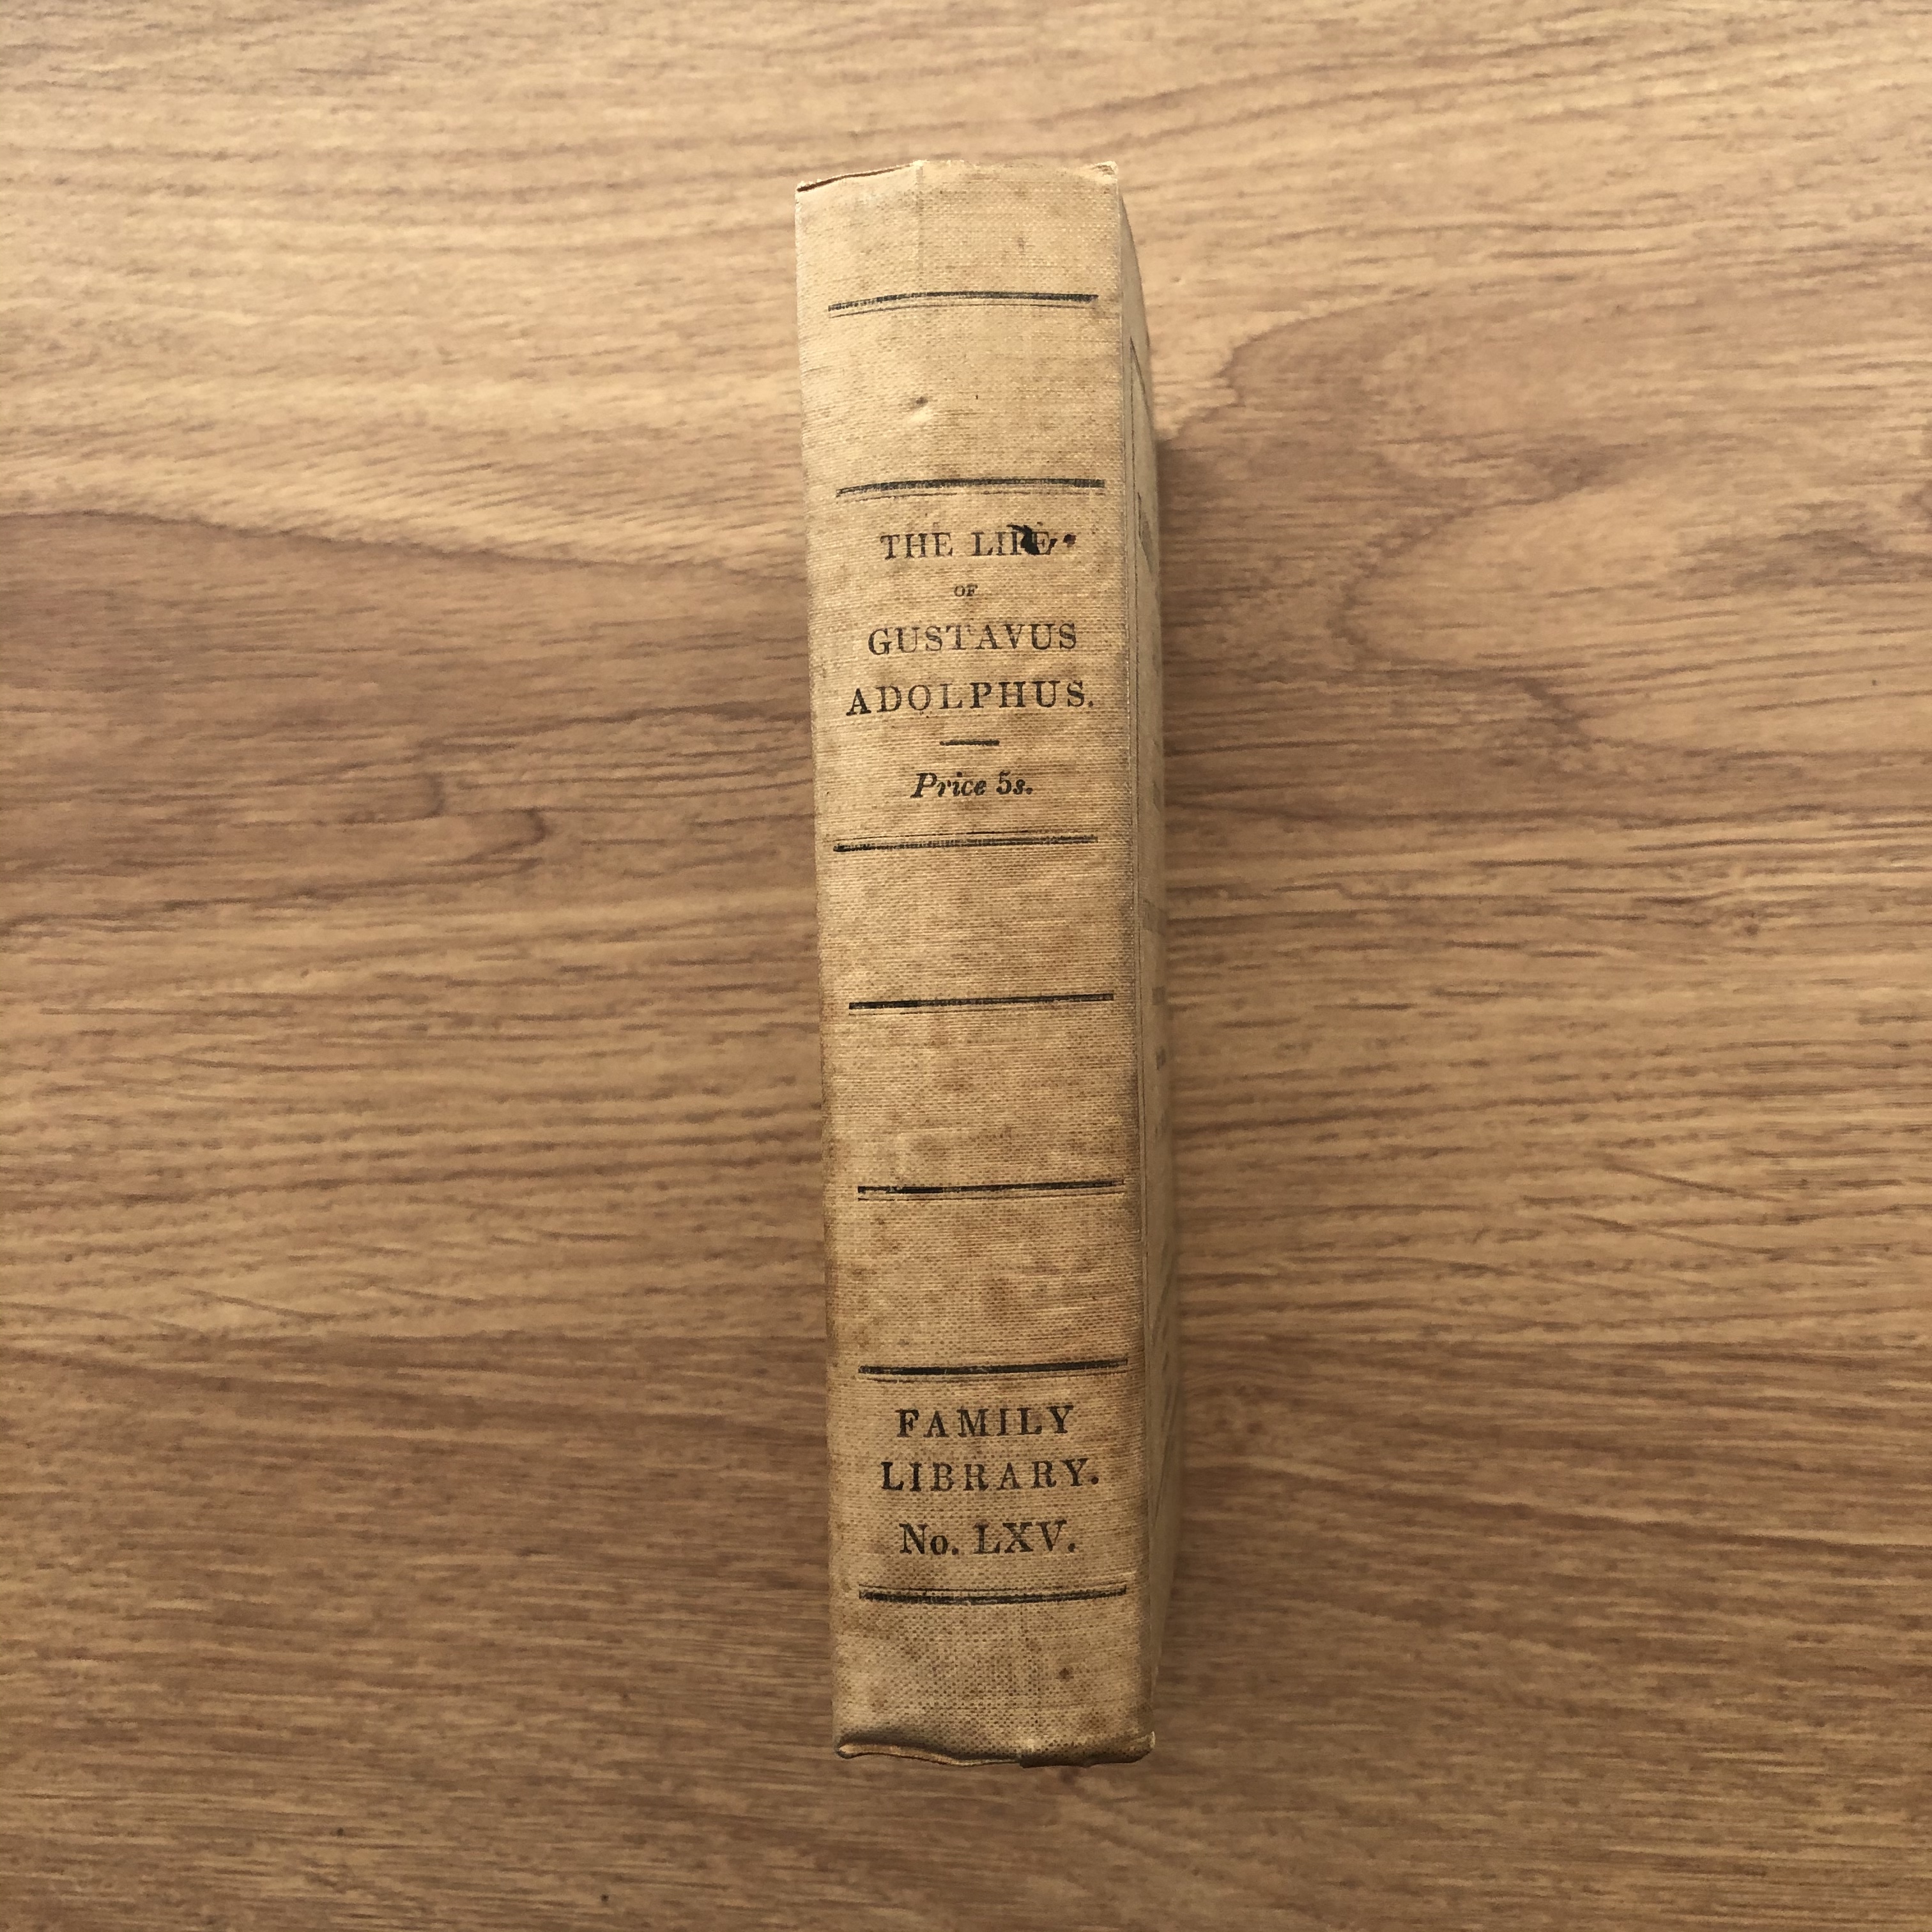 THE LIFE
OF
GUSTAVUS
ADOLPHUS.
Price 5s.
FAMILY
LIBRARY.
No. LXV.